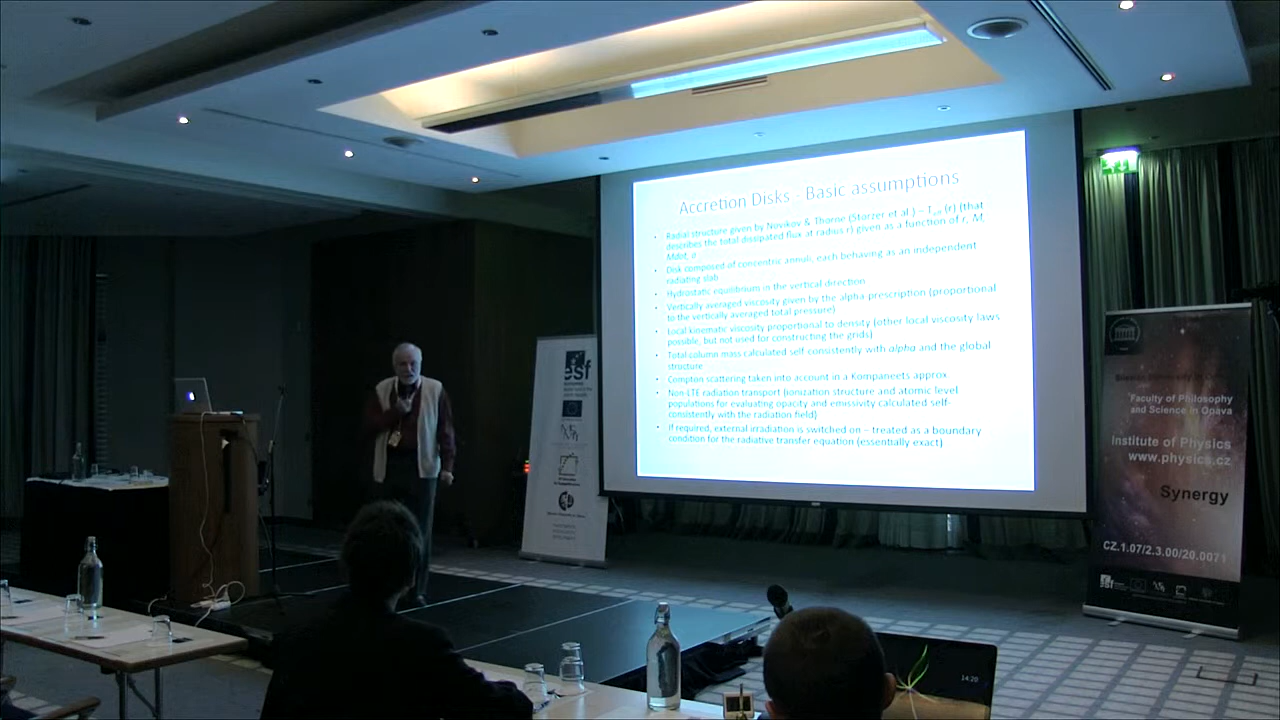 Accretion Disks - Basic assumptions
• Radial structure given by Novikov & Thorne (Storzer et al.) – Teff (r) (that
describes the total dissipated flux at radius r) given as a function of r, M,
Mdot, a
• Disk composed of concentric annuli, each behaving as an independent
radiating slab
• Hydrostatic equilibrium in the vertical direction
• Vertically averaged viscosity given by the alpha prescription (proportional
to the vertically averaged total pressure)
• Local kinematic viscosity proportional to density (other local viscosity laws
possible, but not used for constructing the grids)
• Total column mass calculated self consistently with alpha and the global
structure
• Compton scattering taken into account in a Kompaneets approx
• Non-LTE radiation transport (ionization structure and atomic level
populations for evaluating opacity and emissivity calculated self-
consistently with the radiation field)
• If required, external irradiation is switched on – treated as a boundary
condition for the radiative transfer equation (essentially exact)
esf
Faculty of Philosophy
and Science in Opava
Institute of Physics
www.physics.cz
Synergy
CZ.1.07/2.3.00/20.0071
esf
14:20